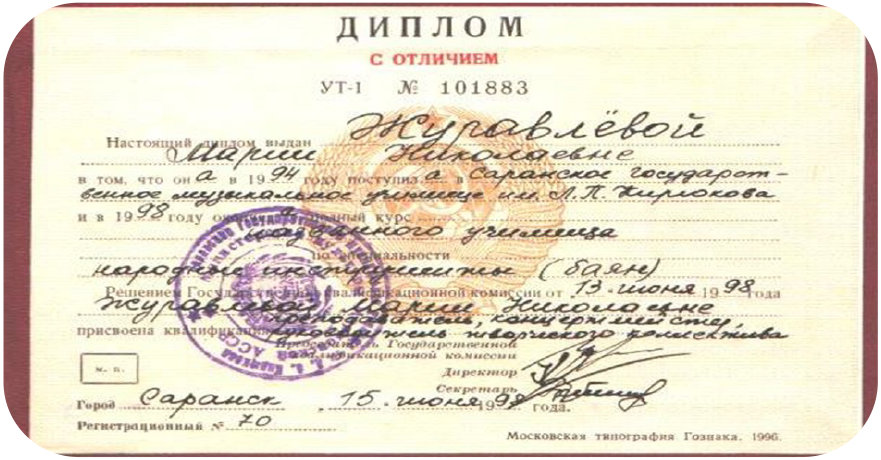 ДИПЛОМ
С ОТЛИЧИЕМ
УТ-I № 101883
Настоящий диплом выдан Журавлёвой
Марии Николаевне
в том, что она в 1994 году поступила в Саранское государст-
венное музыкальное училище им. Л.П. Кирюкова
и в 1998 году окончила полный курс
названного училища
по специальности
народные инструменты (баян)
Решением Государственной квалификационной комиссии от 13 июня 1998 года
Журавлёвой Марии Николаевне
присвоена квалификация преподаватель, концертмейстер,
руководитель творческого коллектива
Председатель Государственной
квалификационной комиссии
Директор
Секретарь
м. п.
Город Саранск, 15 июня 1998 года.
Регистрационный № 70
Московская типография Гознака. 1996.